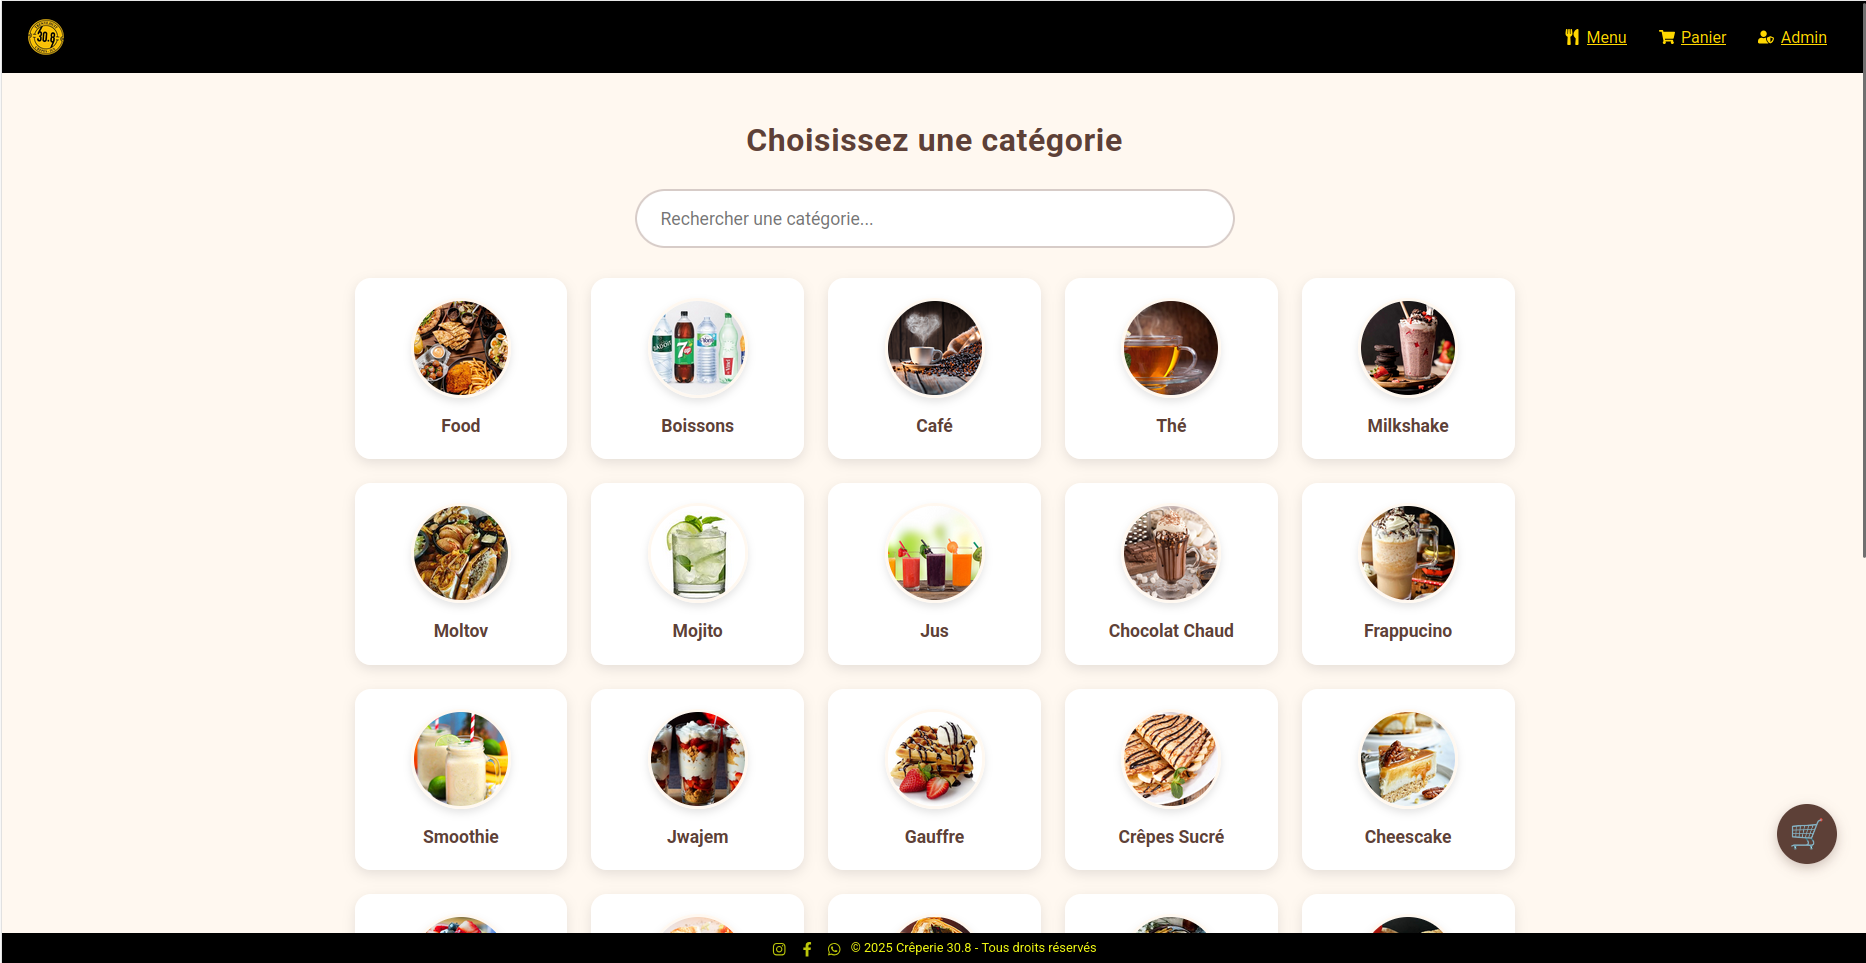 30.8
Menu
Panier
Admin
Choisissez une catégorie
Rechercher une catégorie...
Food
Boissons
Café
Thé
Milkshake
Moltov
Mojito
Jus
Chocolat Chaud
Frappucino
Smoothie
Jwajem
Gauffre
Crêpes Sucré
Cheescake
© 2025 Crêperie 30.8 - Tous droits réservés